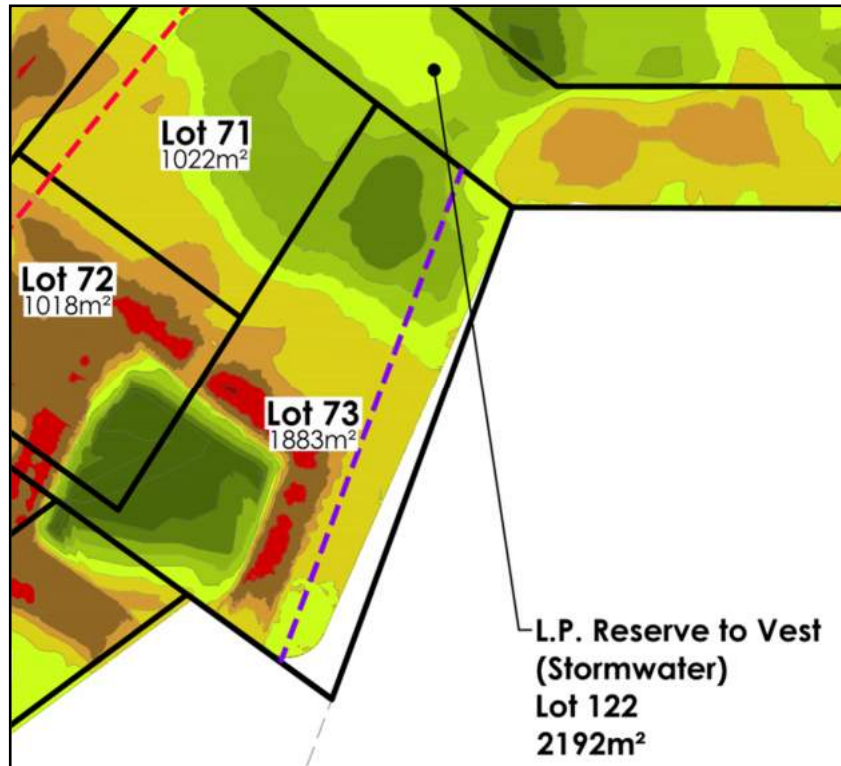 Lot 71
1022m²
Lot 72
1018m²
Lot 73
1883m²
L.P. Reserve to Vest
(Stormwater)
Lot 122
2192m²